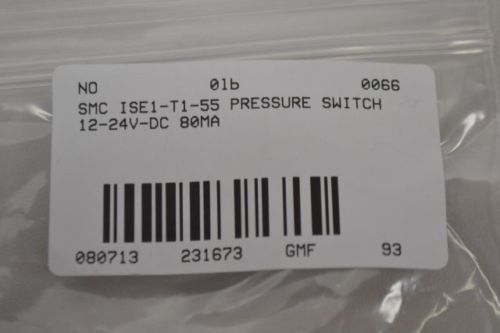 NO 01b 0066
SMC ISE1-T1-55 PRESSURE SWITCH
12-24V-DC 80MA
080713 231673 GMF 93